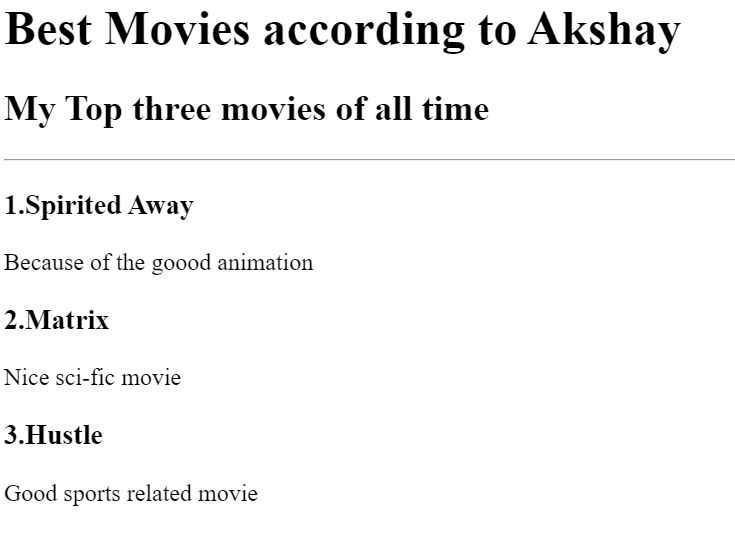 Best Movies according to Akshay
My Top three movies of all time
1.Spirited Away
Because of the goood animation
2.Matrix
Nice sci-fic movie
3.Hustle
Good sports related movie